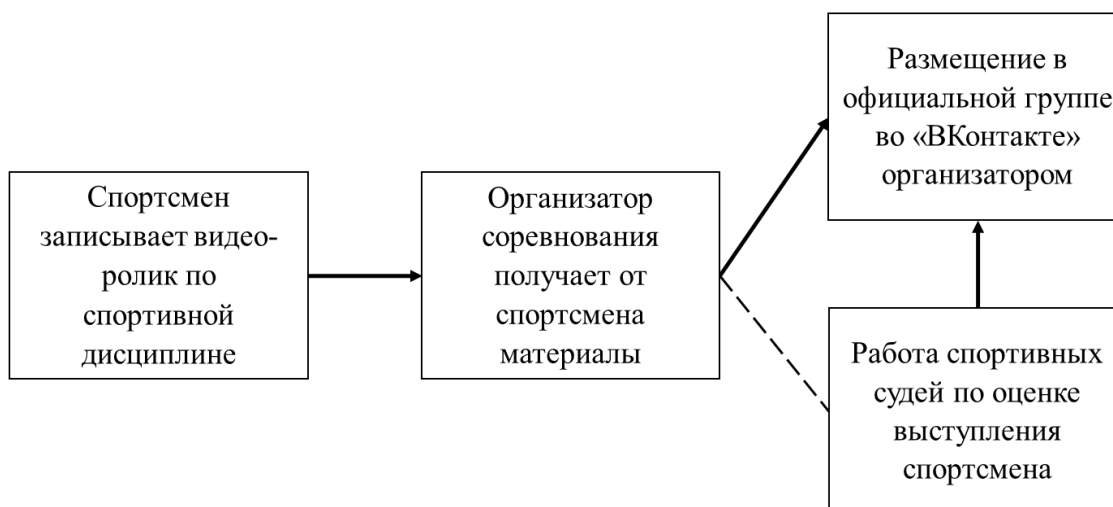 Спортсмен
записывает видео-
ролик по
спортивной
дисциплине
Организатор
соревнования
получает от
спортсмена
материалы
Размещение в
официальной группе
во «ВКонтакте»
организатором
Работа спортивных
судей по оценке
выступления
спортсмена